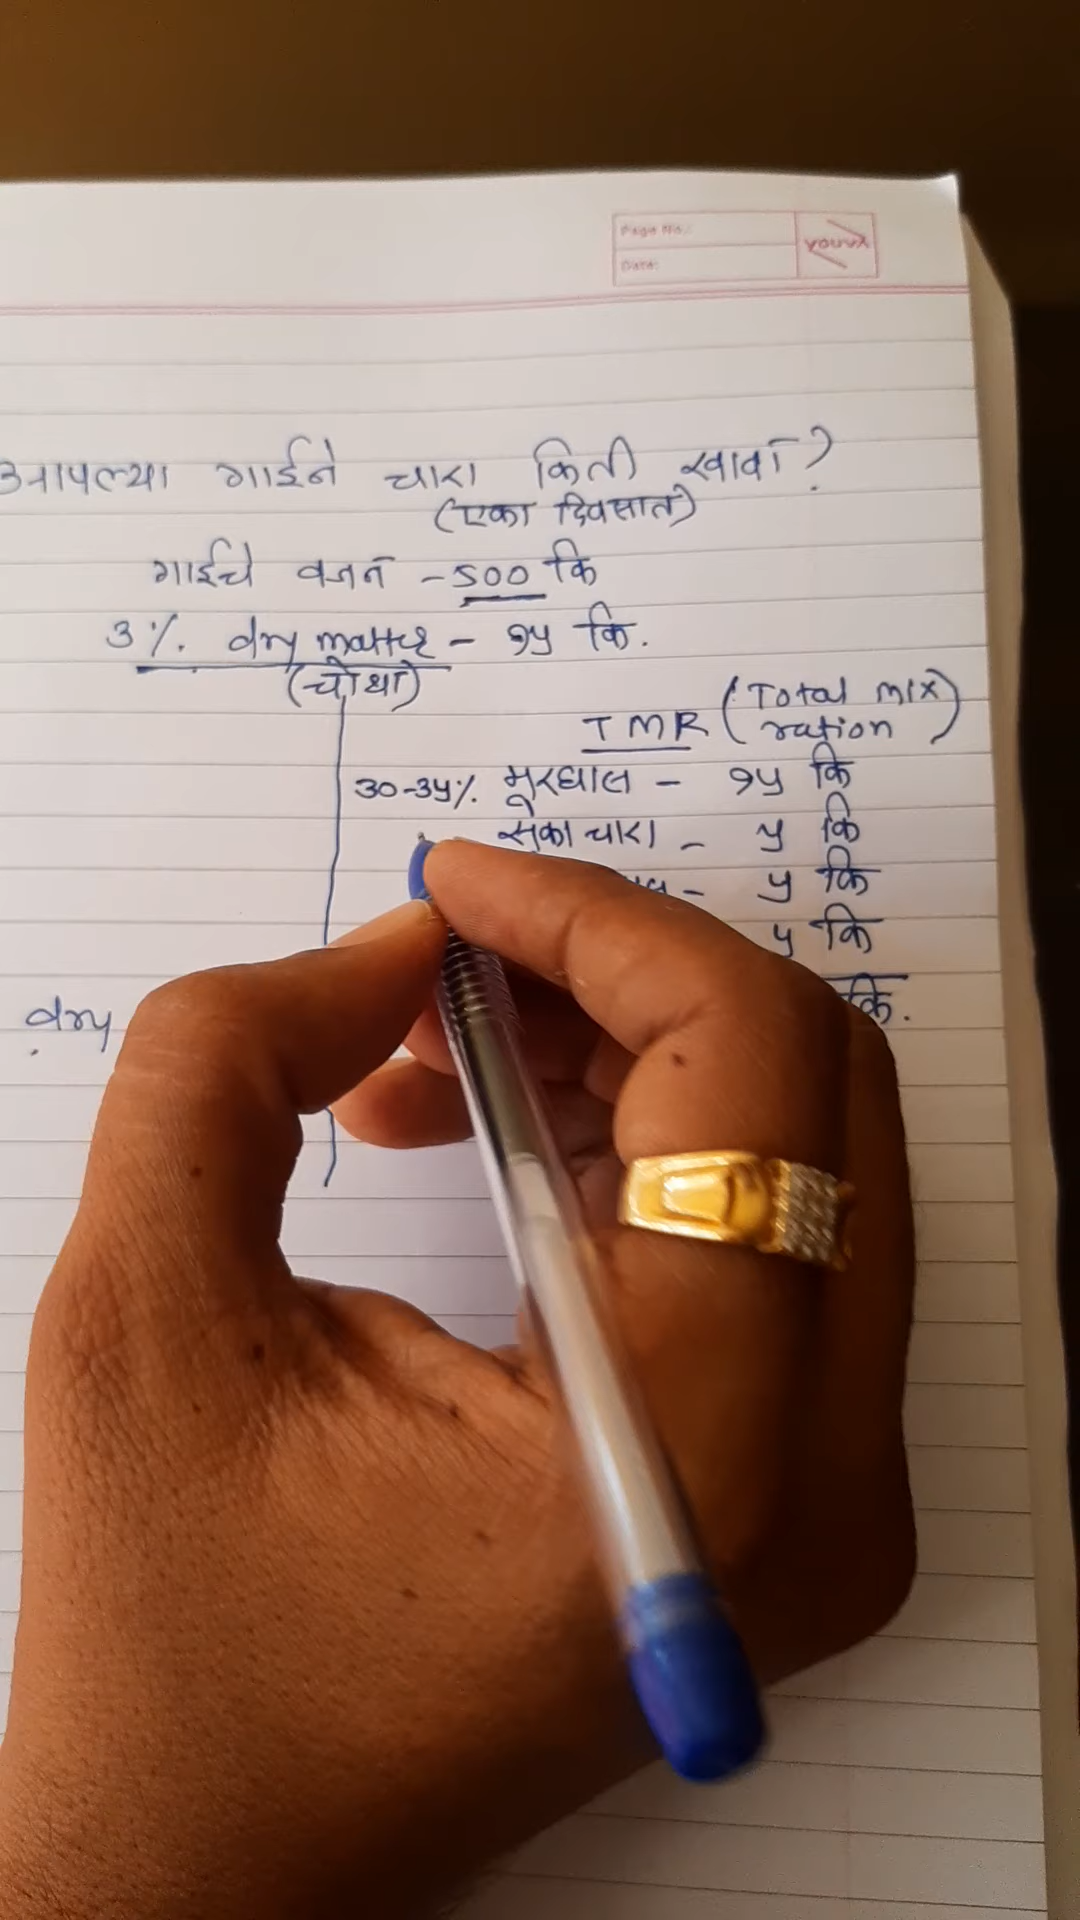 Page No.:
Date:
YOUVA
आपल्या गाईने चारा किती खावा?
(एका दिवसात)
गाईचे वजन - 500 कि
3%. dry matter - १५ कि.
(चोथा)
TMR (Total mix ration)
30-३५%. मूरघास - १५ कि
सुका चारा - ५ कि
- ५ कि
५ कि
dry
कि.